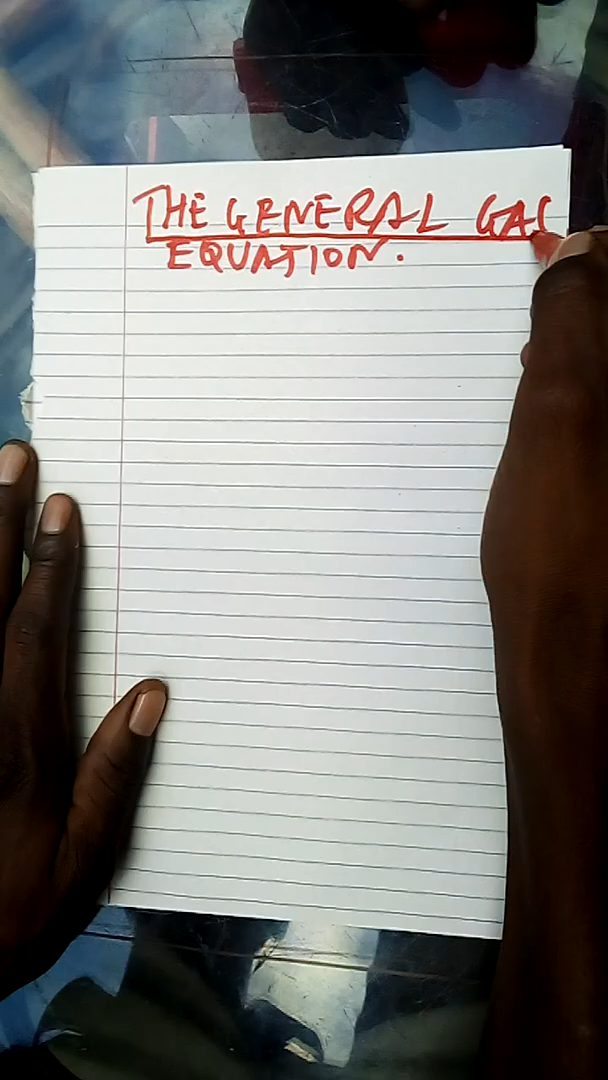 THE GENERAL GAS
EQUATION.